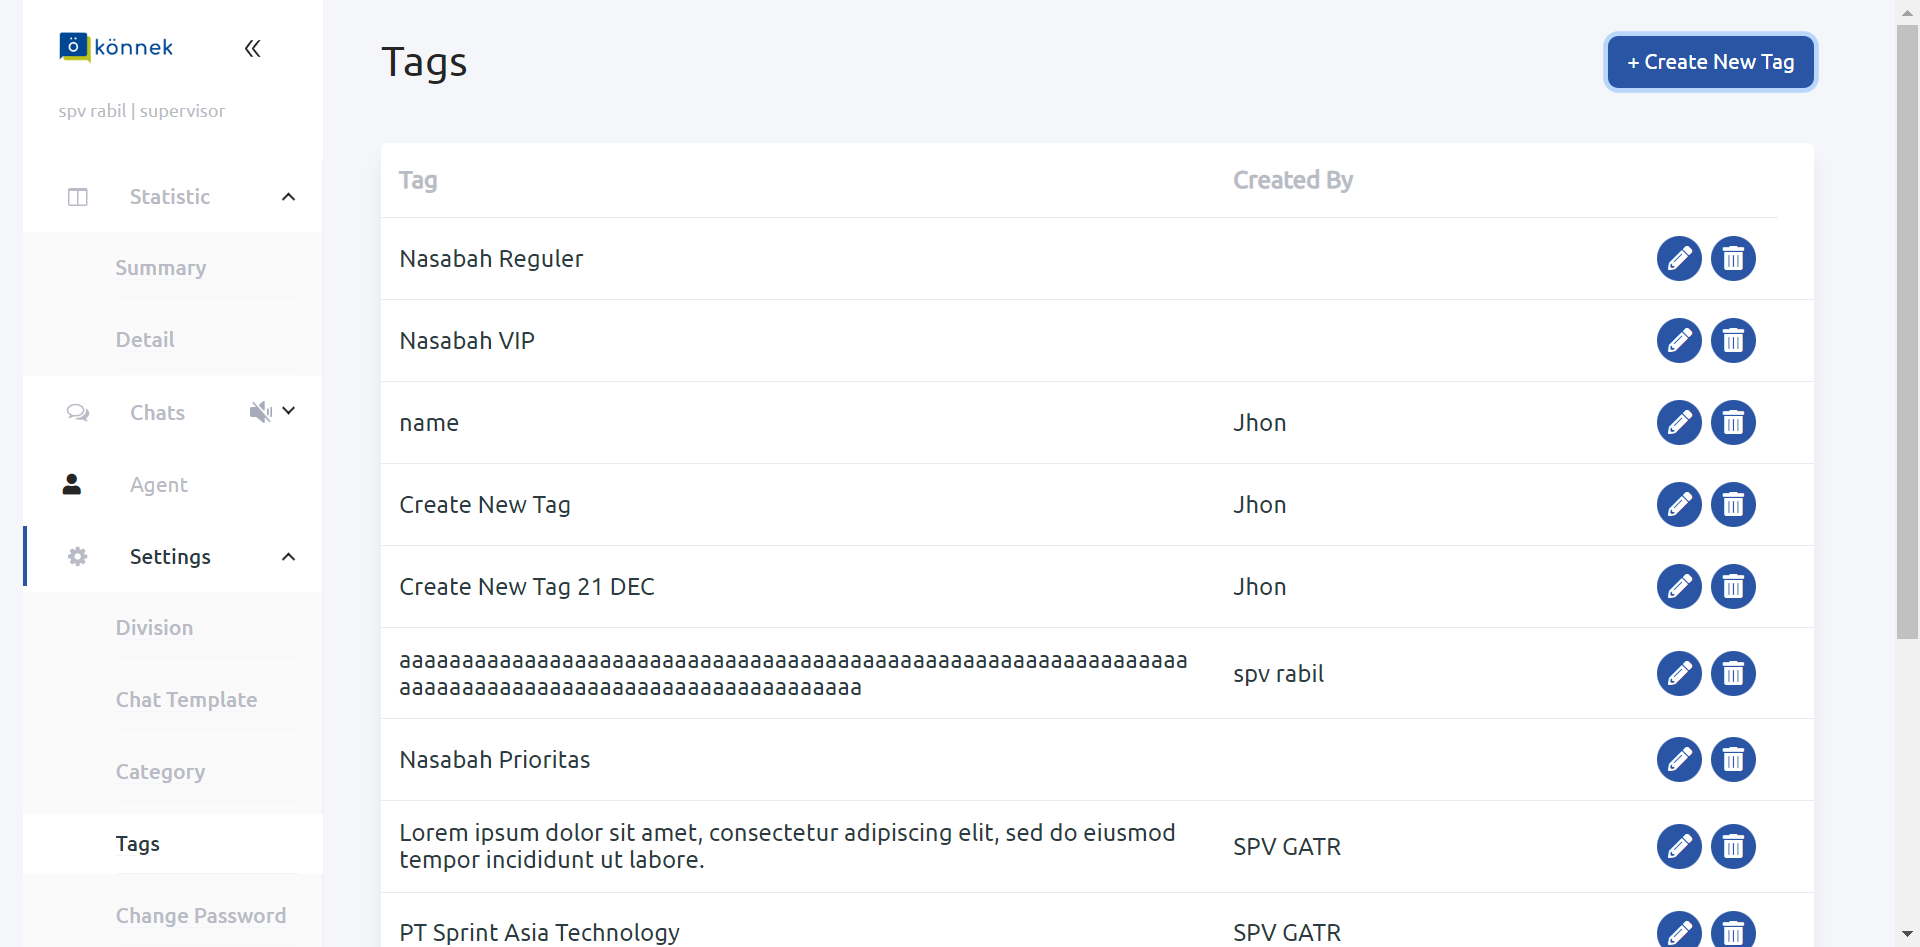 ö könnek
spv rabil | supervisor
Statistic
Summary
Detail
Chats
Agent
Settings
Division
Chat Template
Category
Tags
Change Password
Tags
+ Create New Tag
Tag Created By
Nasabah Reguler
Nasabah VIP
name Jhon
Create New Tag Jhon
Create New Tag 21 DEC Jhon
aaaaaaaaaaaaaaaaaaaaaaaaaaaaaaaaaaaaaaaaaaaaaaaaaaaaaaaaaaaaaaa
aaaaaaaaaaaaaaaaaaaaaaaaaaaaaaaaaaaaa
spv rabil
Nasabah Prioritas
Lorem ipsum dolor sit amet, consectetur adipiscing elit, sed do eiusmod
tempor incididunt ut labore.
SPV GATR
PT Sprint Asia Technology SPV GATR